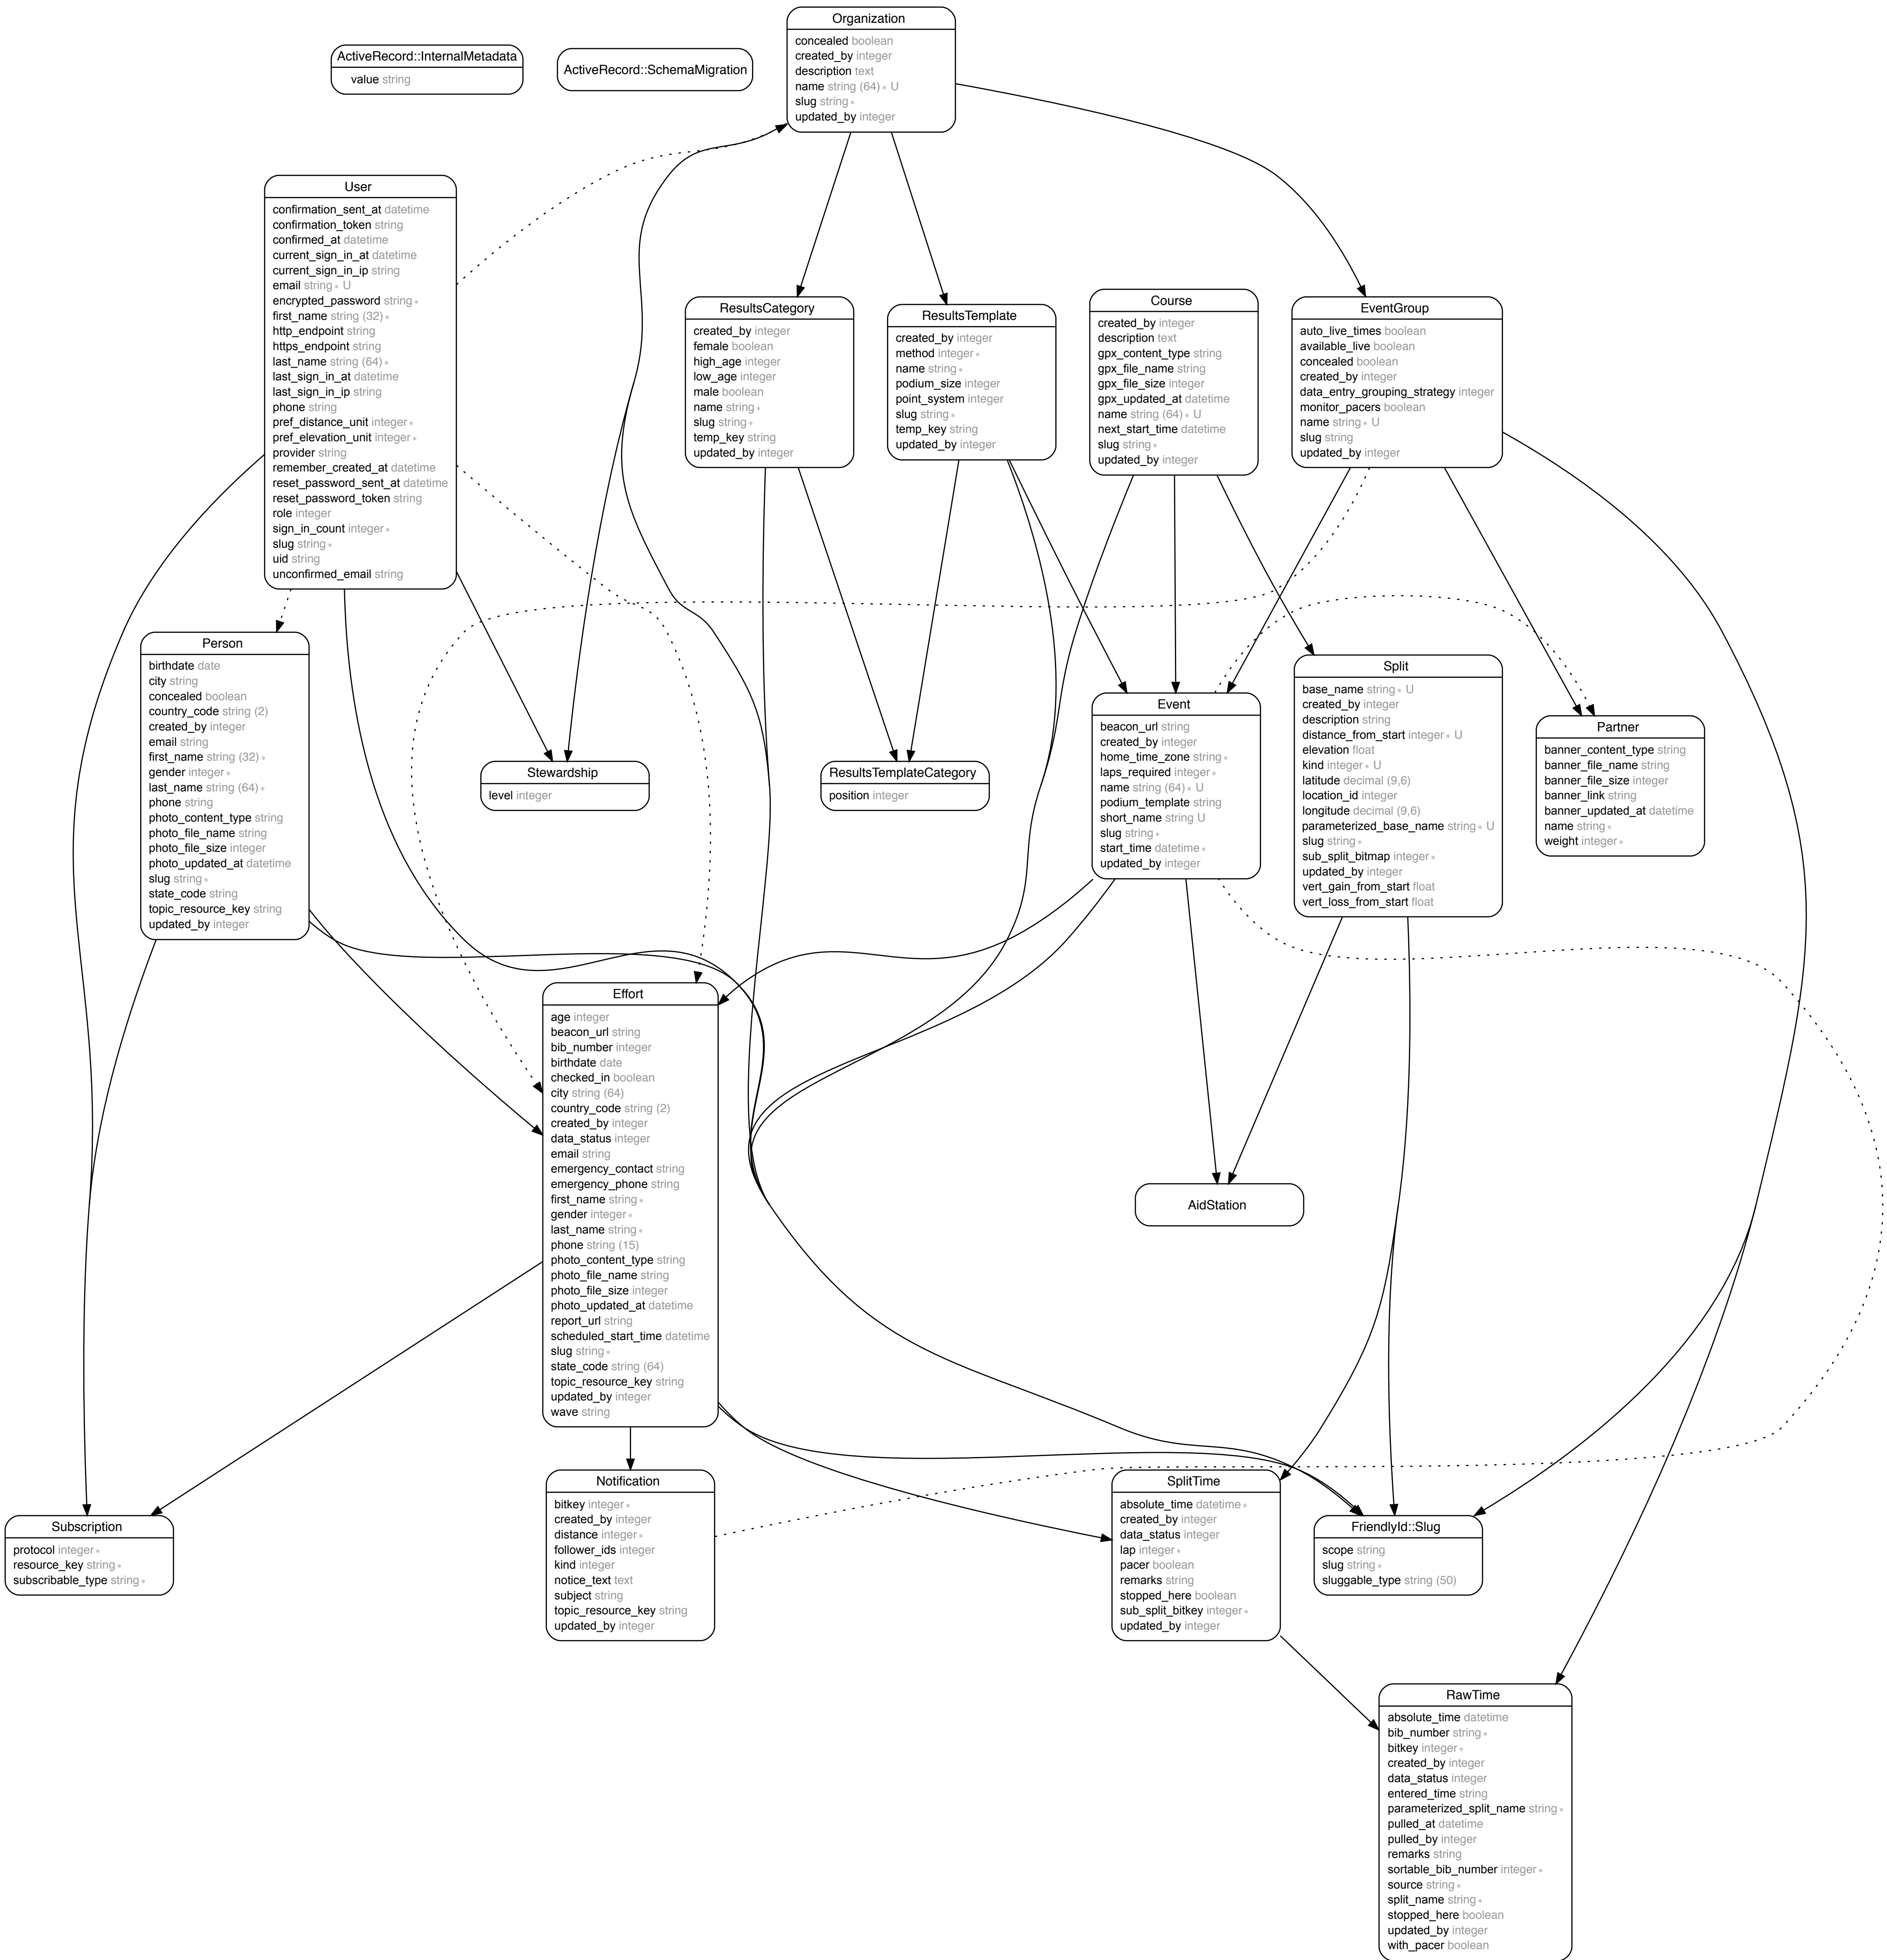 Organization
concealed boolean
created_by integer
description text
name string (64) ∗ U
slug string ∗
updated_by integer
ActiveRecord::InternalMetadata
value string
ActiveRecord::SchemaMigration
User
confirmation_sent_at datetime
confirmation_token string
confirmed_at datetime
current_sign_in_at datetime
current_sign_in_ip string
email string ∗ U
encrypted_password string ∗
first_name string (32) ∗
http_endpoint string
https_endpoint string
last_name string (64) ∗
last_sign_in_at datetime
last_sign_in_ip string
phone string
pref_distance_unit integer ∗
pref_elevation_unit integer ∗
provider string
remember_created_at datetime
reset_password_sent_at datetime
reset_password_token string
role integer
sign_in_count integer ∗
slug string ∗
uid string
unconfirmed_email string
ResultsCategory
created_by integer
female boolean
high_age integer
low_age integer
male boolean
name string ∗
slug string ∗
temp_key string
updated_by integer
ResultsTemplate
created_by integer
method integer ∗
name string ∗
podium_size integer
point_system integer
slug string ∗
temp_key string
updated_by integer
Course
created_by integer
description text
gpx_content_type string
gpx_file_name string
gpx_file_size integer
gpx_updated_at datetime
name string (64) ∗ U
next_start_time datetime
slug string ∗
updated_by integer
EventGroup
auto_live_times boolean
available_live boolean
concealed boolean
created_by integer
data_entry_grouping_strategy integer
monitor_pacers boolean
name string ∗ U
slug string
updated_by integer
Person
birthdate date
city string
concealed boolean
country_code string (2)
created_by integer
email string
first_name string (32) ∗
gender integer ∗
last_name string (64) ∗
phone string
photo_content_type string
photo_file_name string
photo_file_size integer
photo_updated_at datetime
slug string ∗
state_code string
topic_resource_key string
updated_by integer
Stewardship
level integer
ResultsTemplateCategory
position integer
Event
beacon_url string
created_by integer
home_time_zone string ∗
laps_required integer ∗
name string (64) ∗ U
podium_template string
short_name string U
slug string ∗
start_time datetime ∗
updated_by integer
Split
base_name string ∗ U
created_by integer
description string
distance_from_start integer ∗ U
elevation float
kind integer ∗ U
latitude decimal (9,6)
location_id integer
longitude decimal (9,6)
parameterized_base_name string ∗ U
slug string ∗
sub_split_bitmap integer ∗
updated_by integer
vert_gain_from_start float
vert_loss_from_start float
Partner
banner_content_type string
banner_file_name string
banner_file_size integer
banner_link string
banner_updated_at datetime
name string ∗
weight integer ∗
Effort
age integer
beacon_url string
bib_number integer
birthdate date
checked_in boolean
city string (64)
country_code string (2)
created_by integer
data_status integer
email string
emergency_contact string
emergency_phone string
first_name string ∗
gender integer ∗
last_name string ∗
phone string (15)
photo_content_type string
photo_file_name string
photo_file_size integer
photo_updated_at datetime
report_url string
scheduled_start_time datetime
slug string ∗
state_code string (64)
topic_resource_key string
updated_by integer
wave string
AidStation
Subscription
protocol integer ∗
resource_key string ∗
subscribable_type string ∗
Notification
bitkey integer ∗
created_by integer
distance integer ∗
follower_ids integer
kind integer
notice_text text
subject string
topic_resource_key string
updated_by integer
SplitTime
absolute_time datetime ∗
created_by integer
data_status integer
lap integer ∗
pacer boolean
remarks string
stopped_here boolean
sub_split_bitkey integer ∗
updated_by integer
FriendlyId::Slug
scope string
slug string ∗
sluggable_type string (50)
RawTime
absolute_time datetime
bib_number string ∗
bitkey integer ∗
created_by integer
data_status integer
entered_time string
parameterized_split_name string ∗
pulled_at datetime
pulled_by integer
remarks string
sortable_bib_number integer ∗
source string ∗
split_name string ∗
stopped_here boolean
updated_by integer
with_pacer boolean